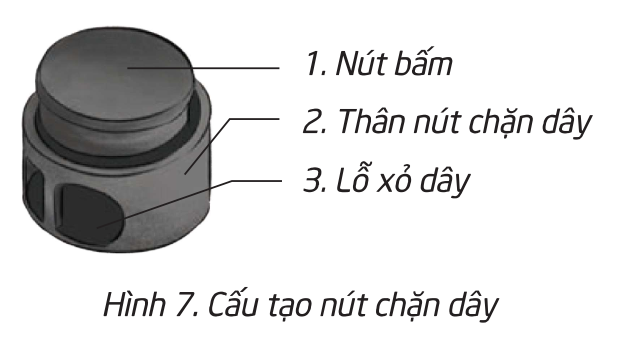 1. Nút bấm
2. Thân nút chặn dây
3. Lỗ xỏ dây
Hình 7. Cấu tạo nút chặn dây